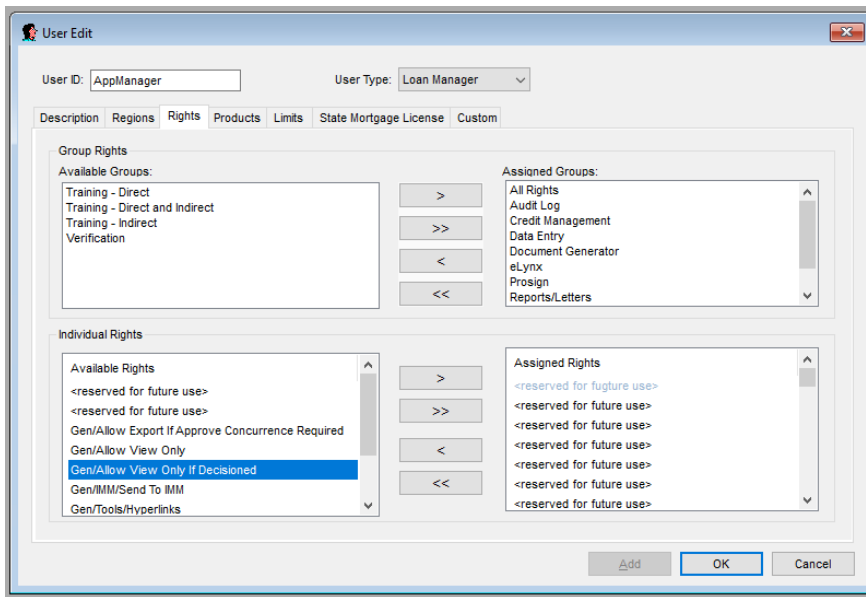 User Edit
User ID: AppManager User Type: Loan Manager
Description Regions Rights Products Limits State Mortgage License Custom
Group Rights
Available Groups:
Training - Direct
Training - Direct and Indirect
Training - Indirect
Verification
>
>>
<
<<
Assigned Groups:
All Rights
Audit Log
Credit Management
Data Entry
Document Generator
eLynx
Prosign
Reports/Letters
Individual Rights
Available Rights
<reserved for future use>
<reserved for future use>
Gen/Allow Export If Approve Concurrence Required
Gen/Allow View Only
Gen/Allow View Only If Decisioned
Gen/IMM/Send To IMM
Gen/Tools/Hyperlinks
>
>>
<
<<
Assigned Rights
<reserved for fugture use>
<reserved for future use>
<reserved for future use>
<reserved for future use>
<reserved for future use>
<reserved for future use>
<reserved for future use>
Add OK Cancel